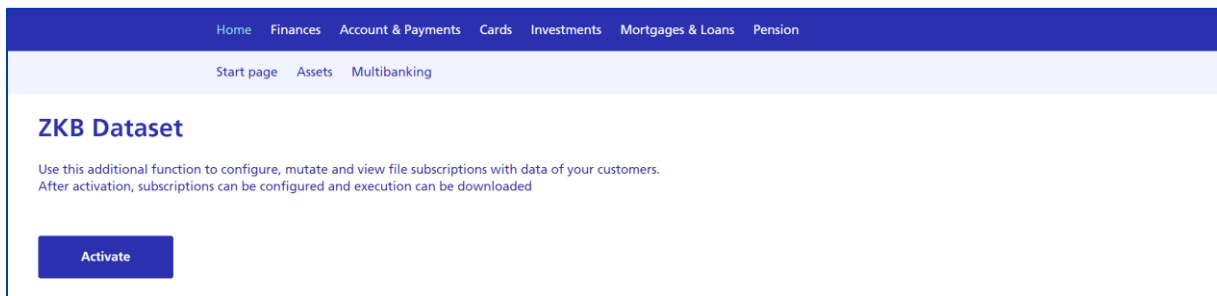 Home Finances Account & Payments Cards Investments Mortgages & Loans Pension
Start page Assets Multibanking
ZKB Dataset
Use this additional function to configure, mutate and view file subscriptions with data of your customers.
After activation, subscriptions can be configured and execution can be downloaded
Activate